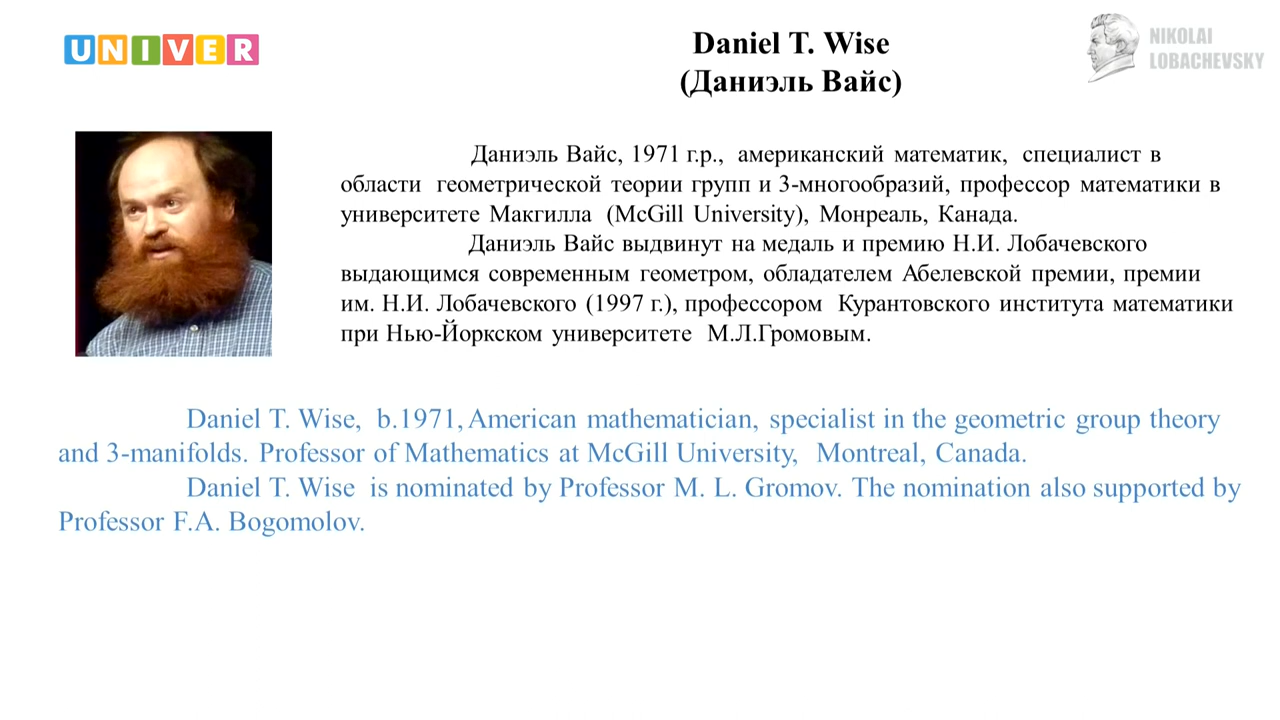 UNIVER
Daniel T. Wise
(Даниэль Вайс)
NIKOLAI
LOBACHEVSKY
Даниэль Вайс, 1971 г.р., американский математик, специалист в
области геометрической теории групп и 3-многообразий, профессор математики в
университете Макгилла (McGill University), Монреаль, Канада.
Даниэль Вайс выдвинут на медаль и премию Н.И. Лобачевского
выдающимся современным геометром, обладателем Абелевской премии, премии
им. Н.И. Лобачевского (1997 г.), профессором Курантовского института математики
при Нью-Йоркском университете М.Л.Громовым.
Daniel T. Wise, b.1971, American mathematician, specialist in the geometric group theory
and 3-manifolds. Professor of Mathematics at McGill University, Montreal, Canada.
Daniel T. Wise is nominated by Professor M. L. Gromov. The nomination also supported by
Professor F.A. Bogomolov.